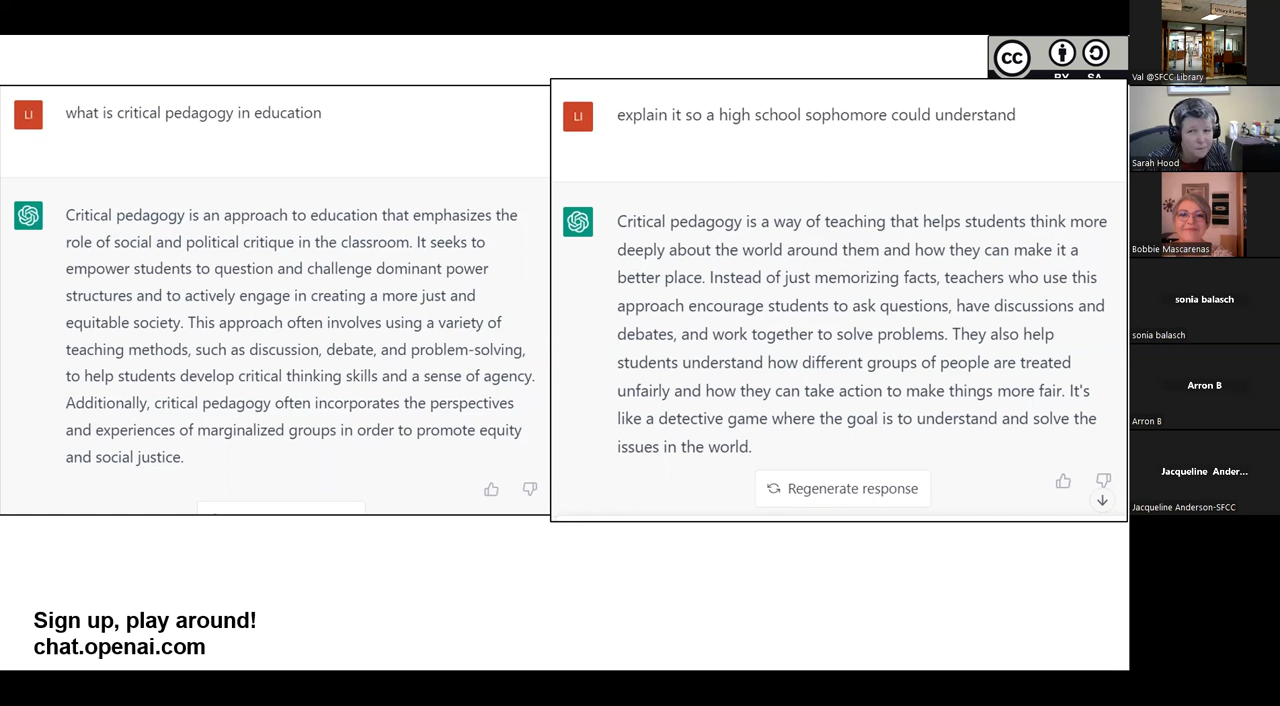 what is critical pedagogy in education
LI
Critical pedagogy is an approach to education that emphasizes the
role of social and political critique in the classroom. It seeks to
empower students to question and challenge dominant power
structures and to actively engage in creating a more just and
equitable society. This approach often involves using a variety of
teaching methods, such as discussion, debate, and problem-solving,
to help students develop critical thinking skills and a sense of agency.
Additionally, critical pedagogy often incorporates the perspectives
and experiences of marginalized groups in order to promote equity
and social justice.
explain it so a high school sophomore could understand
LI
Critical pedagogy is a way of teaching that helps students think more
deeply about the world around them and how they can make it a
better place. Instead of just memorizing facts, teachers who use this
approach encourage students to ask questions, have discussions and
debates, and work together to solve problems. They also help
students understand how different groups of people are treated
unfairly and how they can take action to make things more fair. It's
like a detective game where the goal is to understand and solve the
issues in the world.
Regenerate response
Sign up, play around!
chat.openai.com
CC
BY SA
Val @SFCC Library
Sarah Hood
Bobbie Mascarenas
sonia balasch
sonia balasch
Arron B
Arron B
Jacqueline Ander...
Jacqueline Anderson-SFCC